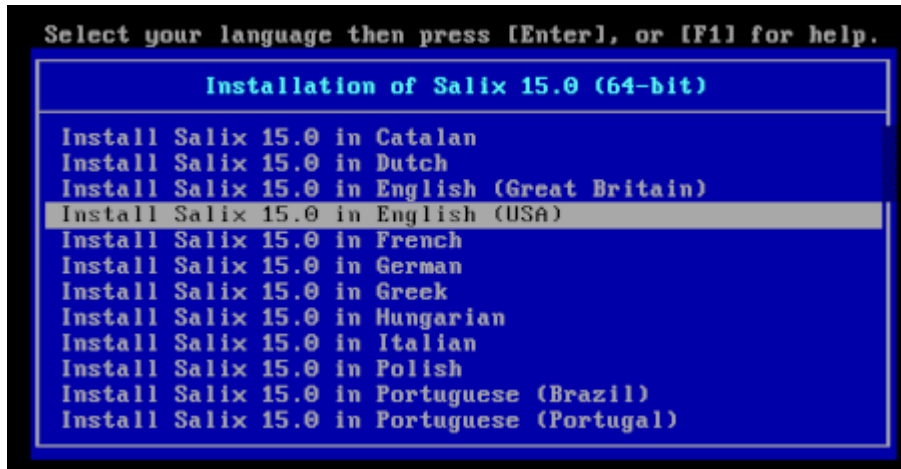 Select your language then press [Enter], or [F1] for help.
Installation of Salix 15.0 (64-bit)
Install Salix 15.0 in Catalan
Install Salix 15.0 in Dutch
Install Salix 15.0 in English (Great Britain)
Install Salix 15.0 in English (USA)
Install Salix 15.0 in French
Install Salix 15.0 in German
Install Salix 15.0 in Greek
Install Salix 15.0 in Hungarian
Install Salix 15.0 in Italian
Install Salix 15.0 in Polish
Install Salix 15.0 in Portuguese (Brazil)
Install Salix 15.0 in Portuguese (Portugal)